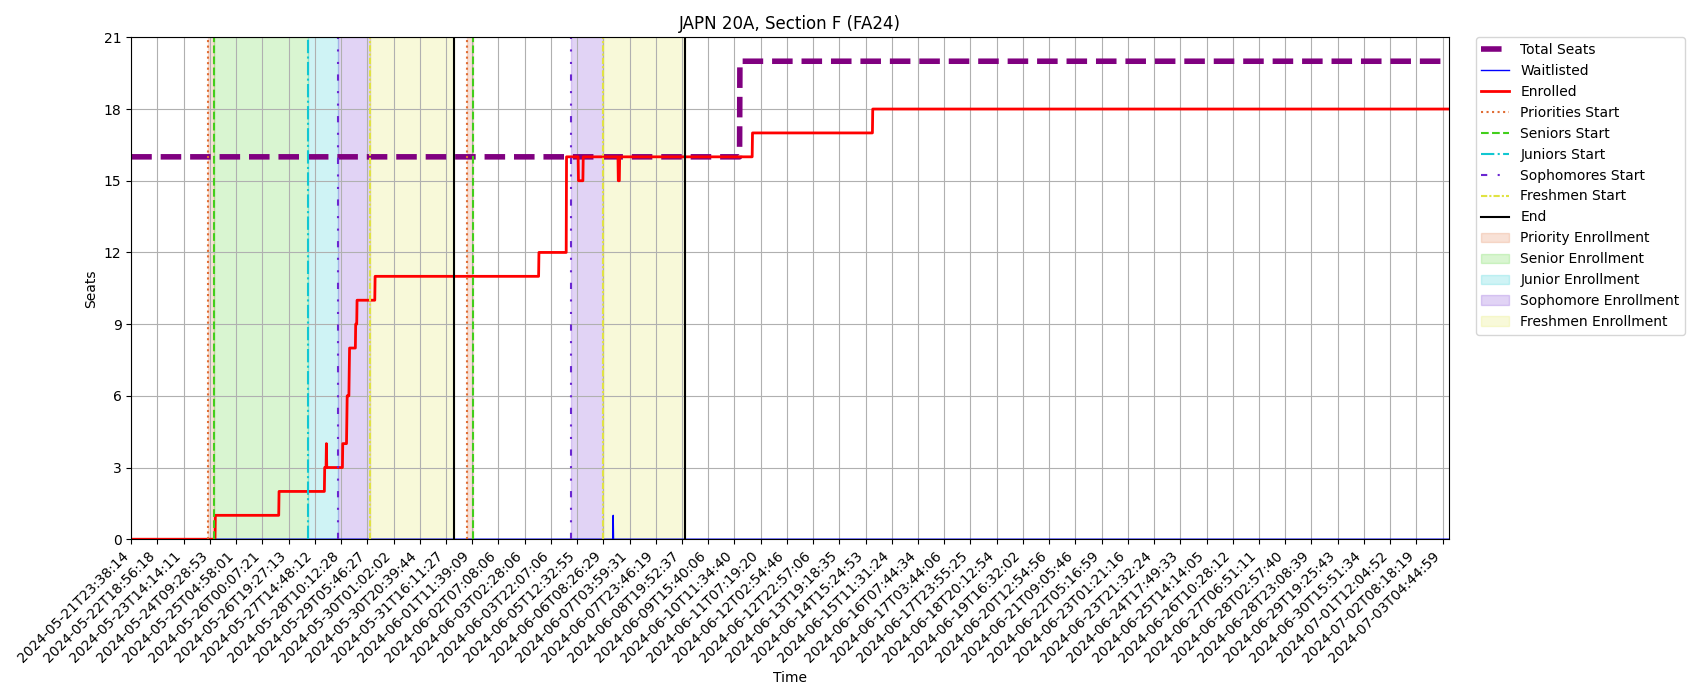 JAPN 20A, Section F (FA24)
Total Seats
Waitlisted
Enrolled
Priorities Start
Seniors Start
Juniors Start
Sophomores Start
Freshmen Start
End
Priority Enrollment
Senior Enrollment
Junior Enrollment
Sophomore Enrollment
Freshmen Enrollment
Seats
21
18
15
12
9
6
3
0
2024-05-21T23:38:14
2024-05-22T18:56:18
2024-05-23T14:14:11
2024-05-24T09:28:53
2024-05-25T04:58:01
2024-05-26T00:07:21
2024-05-26T19:27:13
2024-05-27T14:48:12
2024-05-28T10:12:28
2024-05-29T05:46:27
2024-05-30T01:02:02
2024-05-30T20:39:44
2024-05-31T16:11:27
2024-06-01T11:39:09
2024-06-02T07:08:06
2024-06-03T02:28:06
2024-06-03T22:07:06
2024-06-05T12:32:55
2024-06-06T08:26:29
2024-06-07T03:59:31
2024-06-07T23:46:19
2024-06-08T19:52:37
2024-06-09T15:40:06
2024-06-10T11:34:40
2024-06-11T07:19:20
2024-06-12T02:54:46
2024-06-12T22:57:06
2024-06-13T19:18:35
2024-06-14T15:24:53
2024-06-15T11:31:24
2024-06-16T07:44:34
2024-06-17T03:44:06
2024-06-17T23:55:25
2024-06-18T20:12:54
2024-06-19T16:32:02
2024-06-20T12:54:56
2024-06-21T09:05:46
2024-06-22T05:16:59
2024-06-23T01:21:16
2024-06-23T21:32:24
2024-06-24T17:49:33
2024-06-25T14:14:05
2024-06-26T10:28:12
2024-06-27T06:51:11
2024-06-28T02:57:40
2024-06-28T23:08:39
2024-06-29T19:25:43
2024-06-30T15:51:34
2024-07-01T12:04:52
2024-07-02T08:18:19
2024-07-03T04:44:59
Time